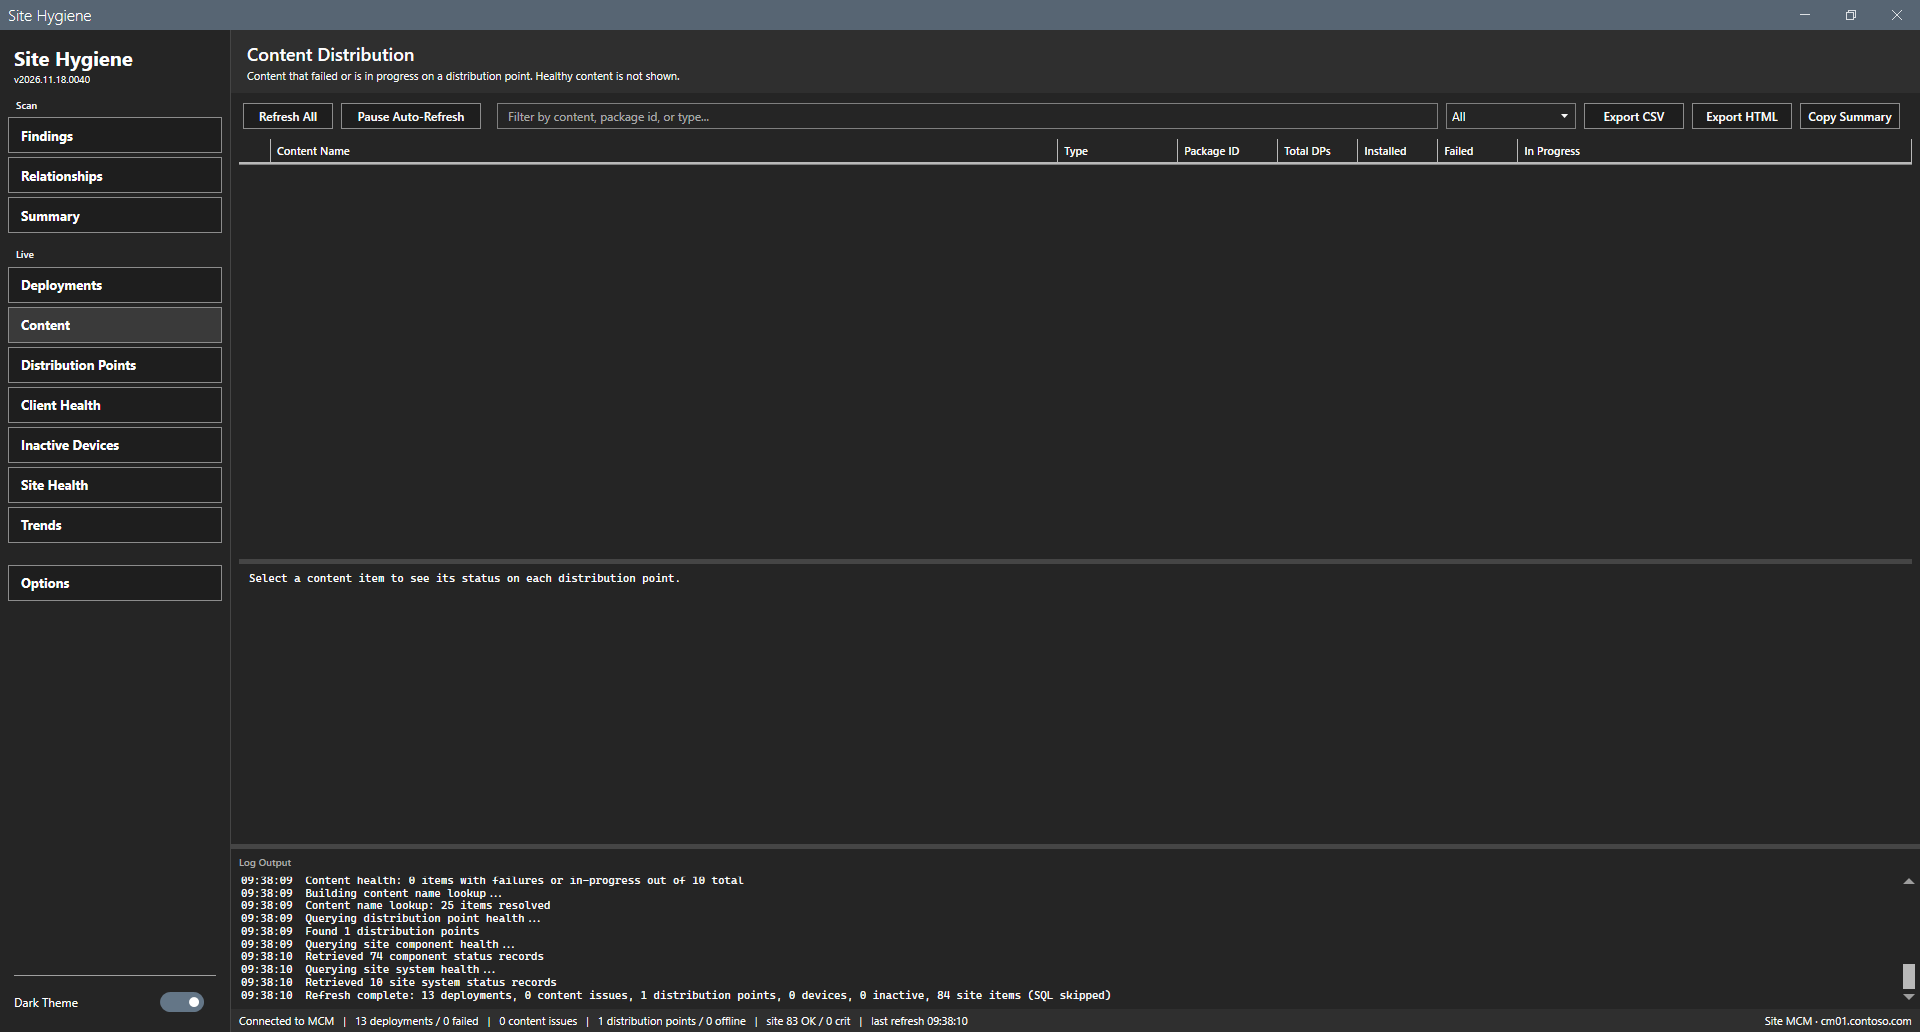 Site Hygiene
Site Hygiene
v2026.11.18.0040
Scan
Findings
Relationships
Summary
Live
Deployments
Content
Distribution Points
Client Health
Inactive Devices
Site Health
Trends
Options
Dark Theme
Content Distribution
Content that failed or is in progress on a distribution point. Healthy content is not shown.
Refresh All
Pause Auto-Refresh
Filter by content, package id, or type...
All
Export CSV
Export HTML
Copy Summary
Content Name Type Package ID Total DPs Installed Failed In Progress
Select a content item to see its status on each distribution point.
Log Output
09:38:09 Content health: 0 items with failures or in-progress out of 10 total
09:38:09 Building content name lookup...
09:38:09 Content name lookup: 25 items resolved
09:38:09 Querying distribution point health...
09:38:09 Found 1 distribution points
09:38:09 Querying site component health...
09:38:10 Retrieved 74 component status records
09:38:10 Querying site system health...
09:38:10 Retrieved 10 site system status records
09:38:10 Refresh complete: 13 deployments, 0 content issues, 1 distribution points, 0 devices, 0 inactive, 84 site items (SQL skipped)
Connected to MCM | 13 deployments / 0 failed | 0 content issues | 1 distribution points / 0 offline | site 83 OK / 0 crit | last refresh 09:38:10
Site MCM · cm01.contoso.com